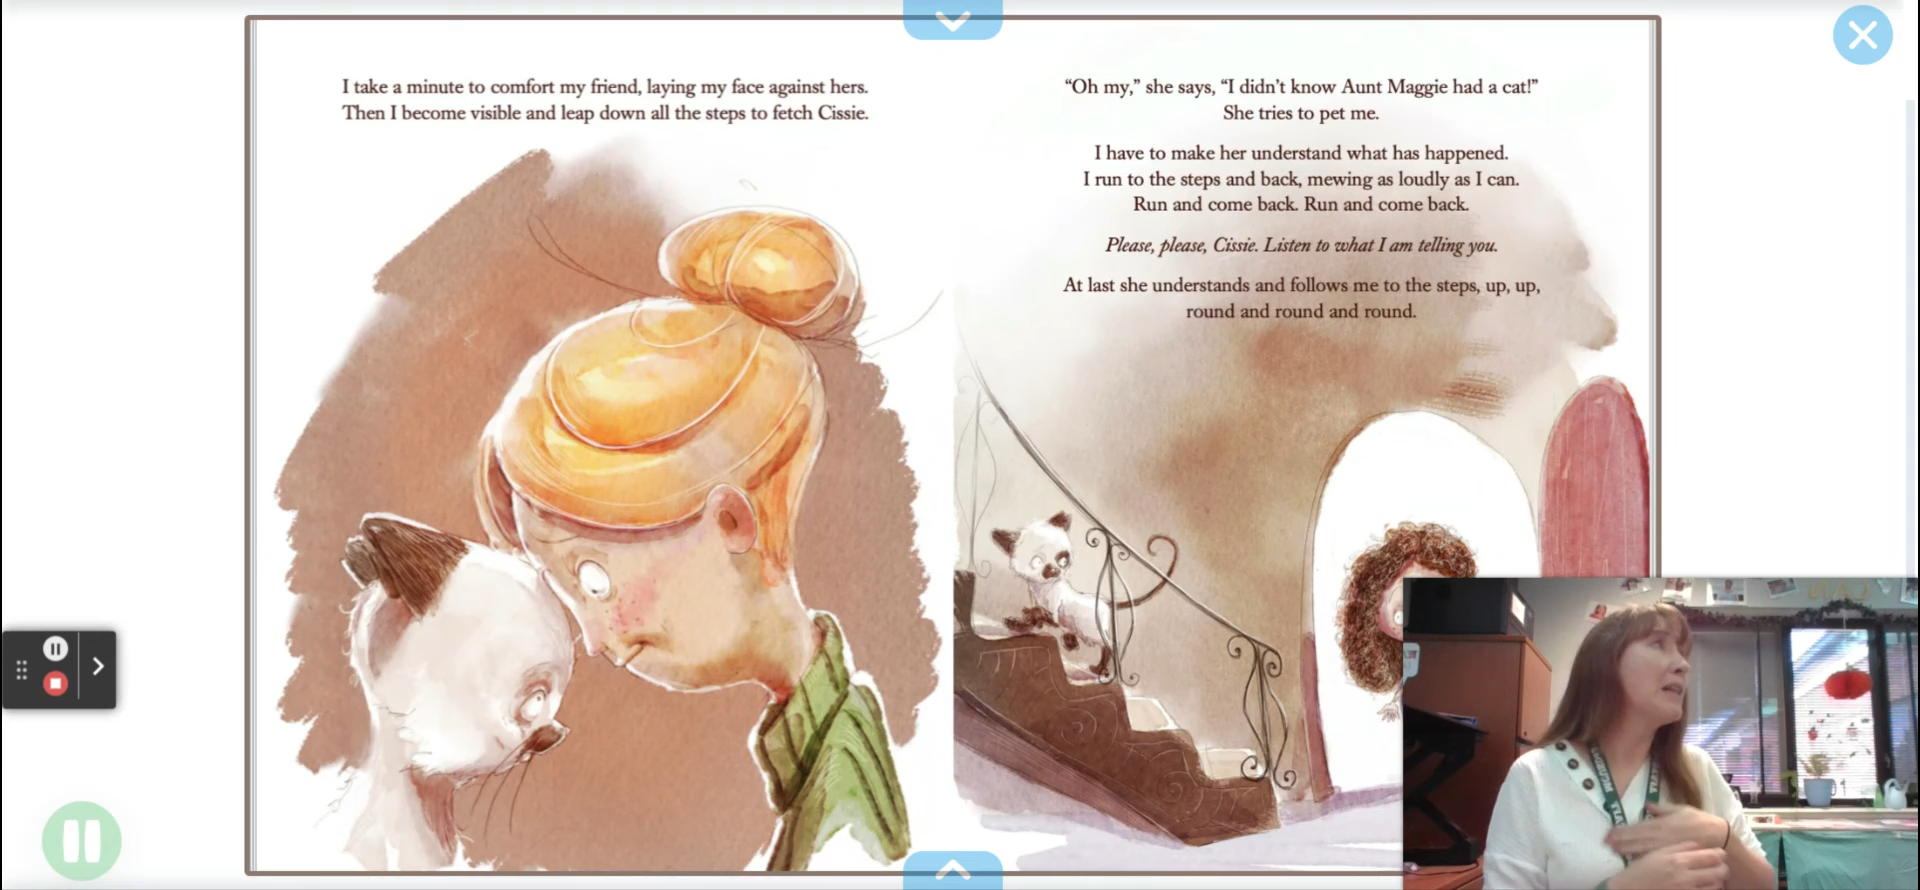 I take a minute to comfort my friend, laying my face against hers.
Then I become visible and leap down all the steps to fetch Cissie.
“Oh my,” she says, “I didn’t know Aunt Maggie had a cat!”
She tries to pet me.
I have to make her understand what has happened.
I run to the steps and back, mewing as loudly as I can.
Run and come back. Run and come back.
Please, please, Cissie. Listen to what I am telling you.
At last she understands and follows me to the steps, up, up,
round and round and round.